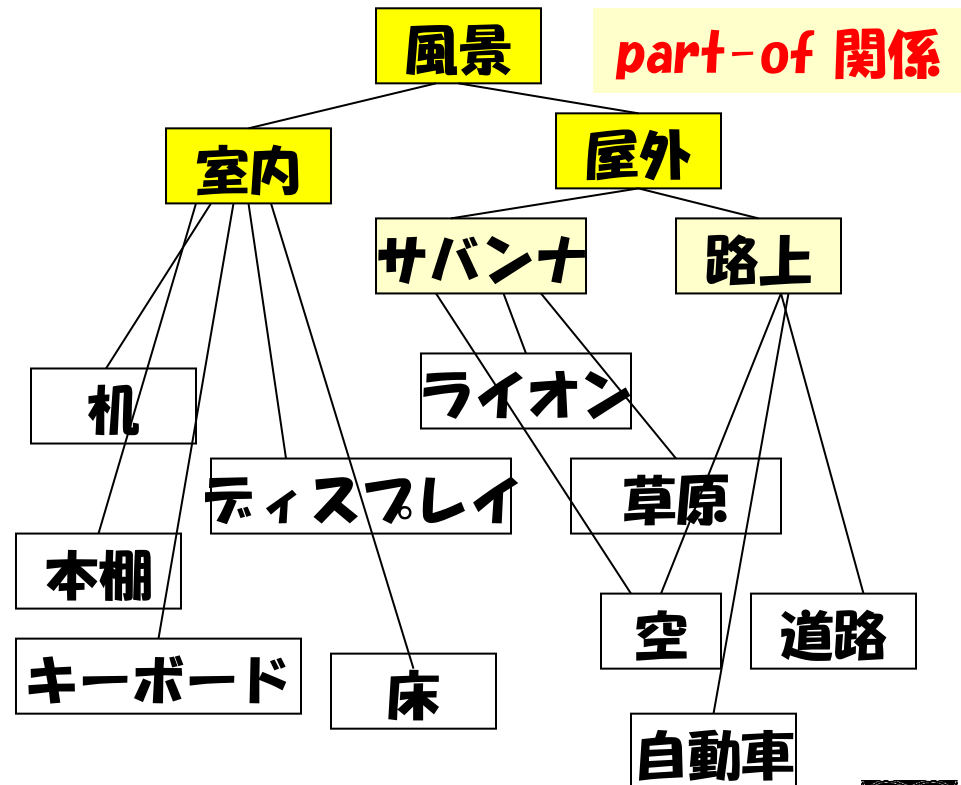 風景
part-of 関係
室内
屋外
サバンナ
路上
机
ライオン
ディスプレイ
草原
本棚
空
道路
キーボード
床
自動車